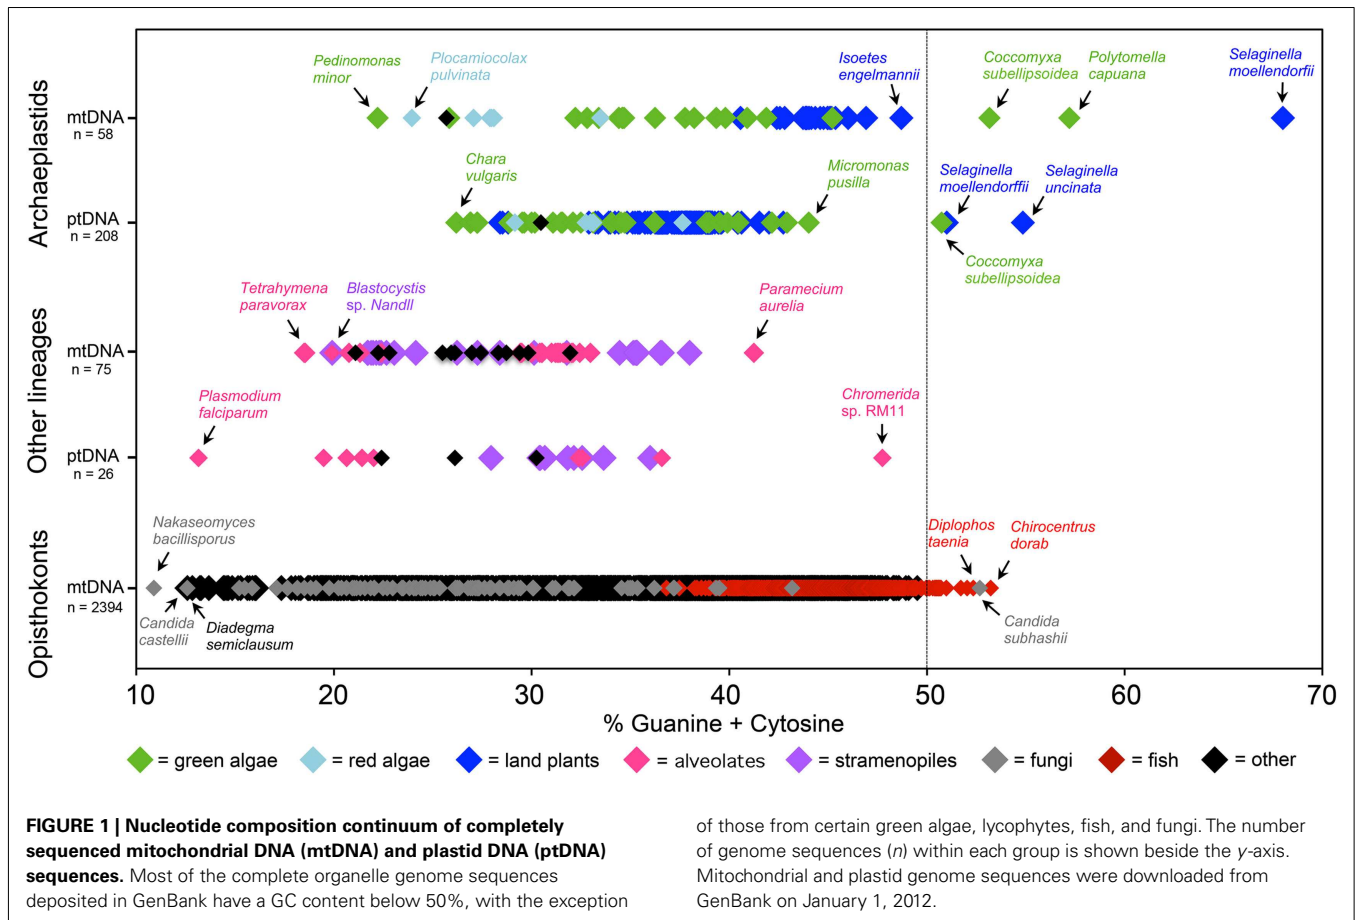 Archaeplastids
Other lineages
Opisthokonts
Pedinomonas
minor
Plocamiocolax
pulvinata
Isoetes
engelmannii
Coccomyxa
subellipsoidea
Polytomella
capuana
Selaginella
moellendorfii
mtDNA
n = 58
Chara
vulgaris
Micromonas
pusilla
Selaginella
moellendorffii
Selaginella
uncinata
ptDNA
n = 208
Coccomyxa
subellipsoidea
Tetrahymena
paravorax
Blastocystis
sp. Nandll
Paramecium
aurelia
mtDNA
n = 75
Plasmodium
falciparum
Chromerida
sp. RM11
ptDNA
n = 26
Nakaseomyces
bacillisporus
Diplophos
taenia
Chirocentrus
dorab
mtDNA
n = 2394
Candida
castellii
Diadegma
semiclausum
Candida
subhashii
10 20 30 40 50 60 70
% Guanine + Cytosine
= green algae = red algae = land plants = alveolates = stramenopiles = fungi = fish = other
FIGURE 1 | Nucleotide composition continuum of completely
sequenced mitochondrial DNA (mtDNA) and plastid DNA (ptDNA)
sequences. Most of the complete organelle genome sequences
deposited in GenBank have a GC content below 50%, with the exception
of those from certain green algae, lycophytes, fish, and fungi. The number
of genome sequences (n) within each group is shown beside the y-axis.
Mitochondrial and plastid genome sequences were downloaded from
GenBank on January 1, 2012.